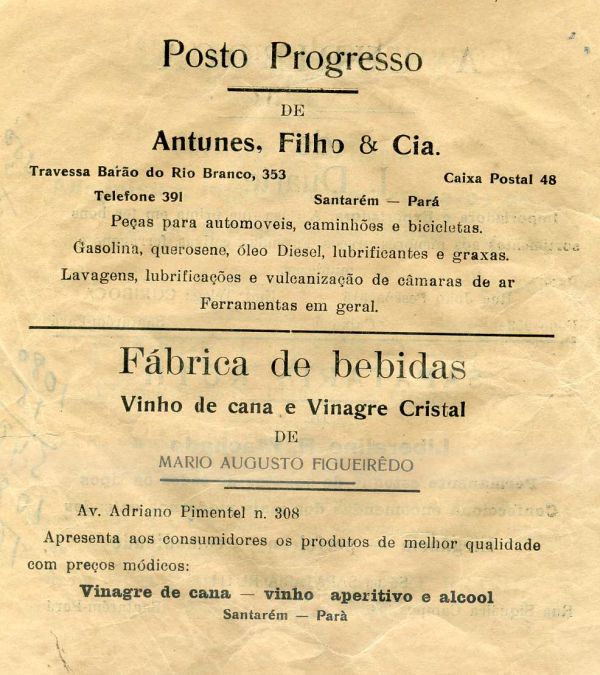 Posto Progresso
DE
Antunes, Filho & Cia.
Travessa Barão do Rio Branco, 353 Caixa Postal 48
Telefone 391 Santarém — Pará
Peças para automoveis, caminhões e bicicletas.
Gasolina, querosene, óleo Diesel, lubrificantes e graxas.
Lavagens, lubrificações e vulcanização de câmaras de ar
Ferramentas em geral.
Fábrica de bebidas
Vinho de cana e Vinagre Cristal
DE
MARIO AUGUSTO FIGUEIRÊDO
Av. Adriano Pimentel n. 308
Apresenta aos consumidores os produtos de melhor qualidade
com preços módicos:
Vinagre de cana — vinho aperitivo e alcool
Santarém — Parà